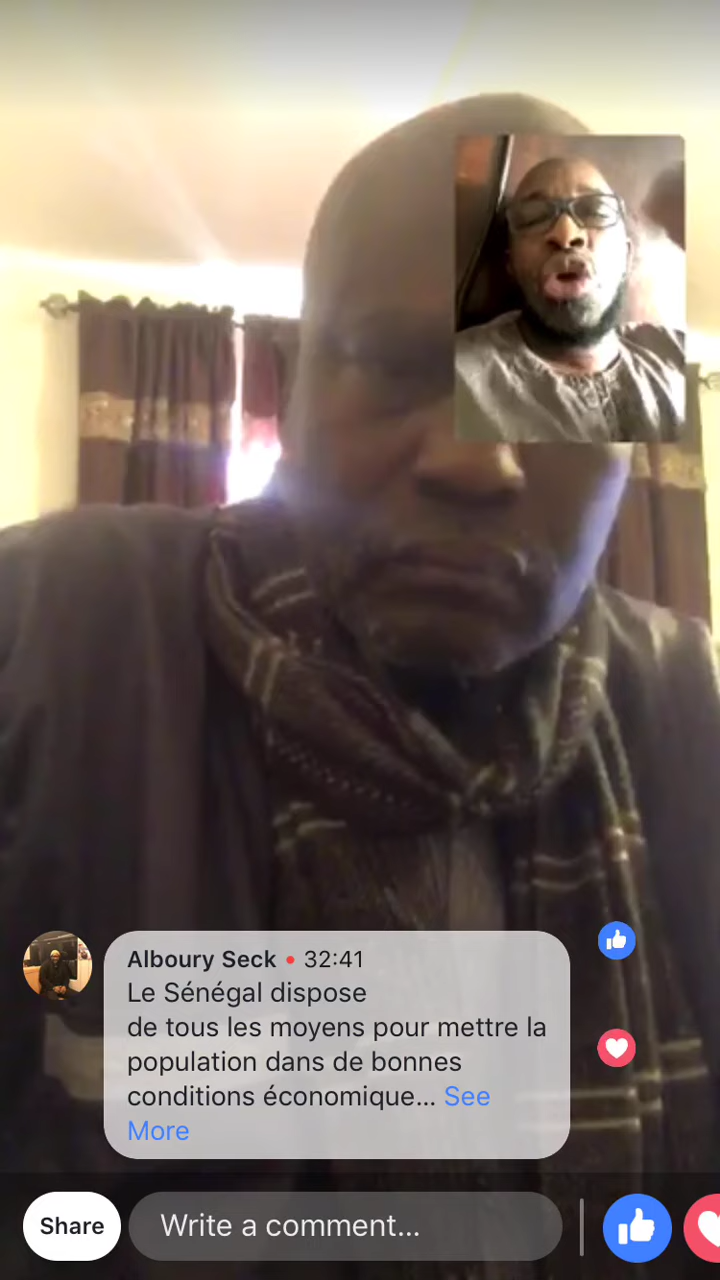 Alboury Seck • 32:41
Le Sénégal dispose
de tous les moyens pour mettre la
population dans de bonnes
conditions économique... See
More
Share
Write a comment...